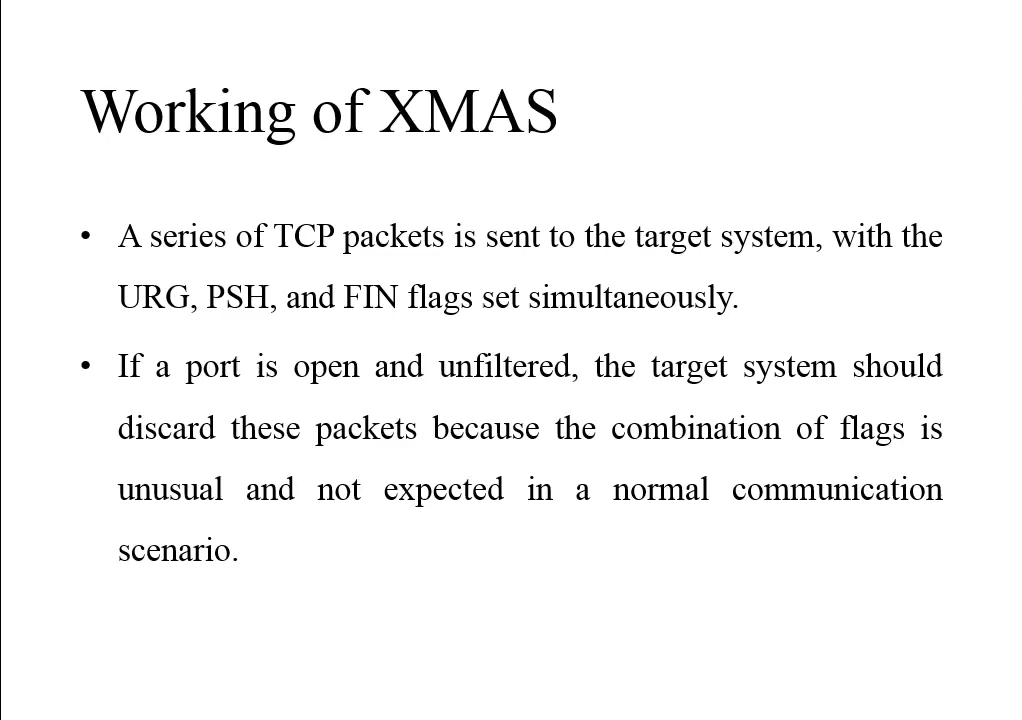 Working of XMAS
• A series of TCP packets is sent to the target system, with the
URG, PSH, and FIN flags set simultaneously.
• If a port is open and unfiltered, the target system should
discard these packets because the combination of flags is
unusual and not expected in a normal communication
scenario.